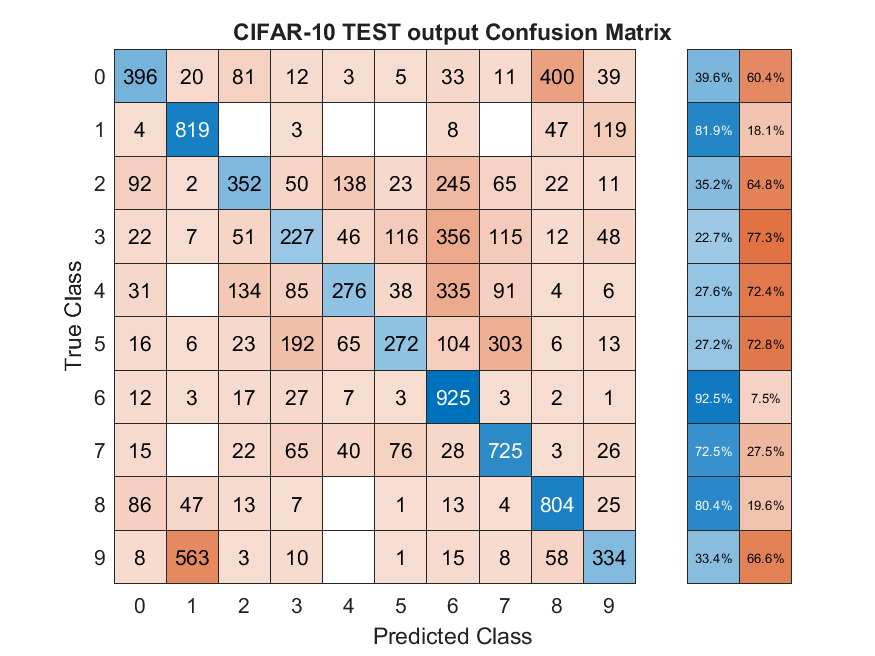 CIFAR-10 TEST output Confusion Matrix
0 396 20 81 12 3 5 33 11 400 39 39.6% 60.4%
1 4 819 3 8 47 119 81.9% 18.1%
2 92 2 352 50 138 23 245 65 22 11 35.2% 64.8%
3 22 7 51 227 46 116 356 115 12 48 22.7% 77.3%
4 31 134 85 276 38 335 91 4 6 27.6% 72.4%
5 16 6 23 192 65 272 104 303 6 13 27.2% 72.8%
6 12 3 17 27 7 3 925 3 2 1 92.5% 7.5%
7 15 22 65 40 76 28 725 3 26 72.5% 27.5%
8 86 47 13 7 1 13 4 804 25 80.4% 19.6%
9 8 563 3 10 1 15 8 58 334 33.4% 66.6%
0 1 2 3 4 5 6 7 8 9
Predicted Class
True Class